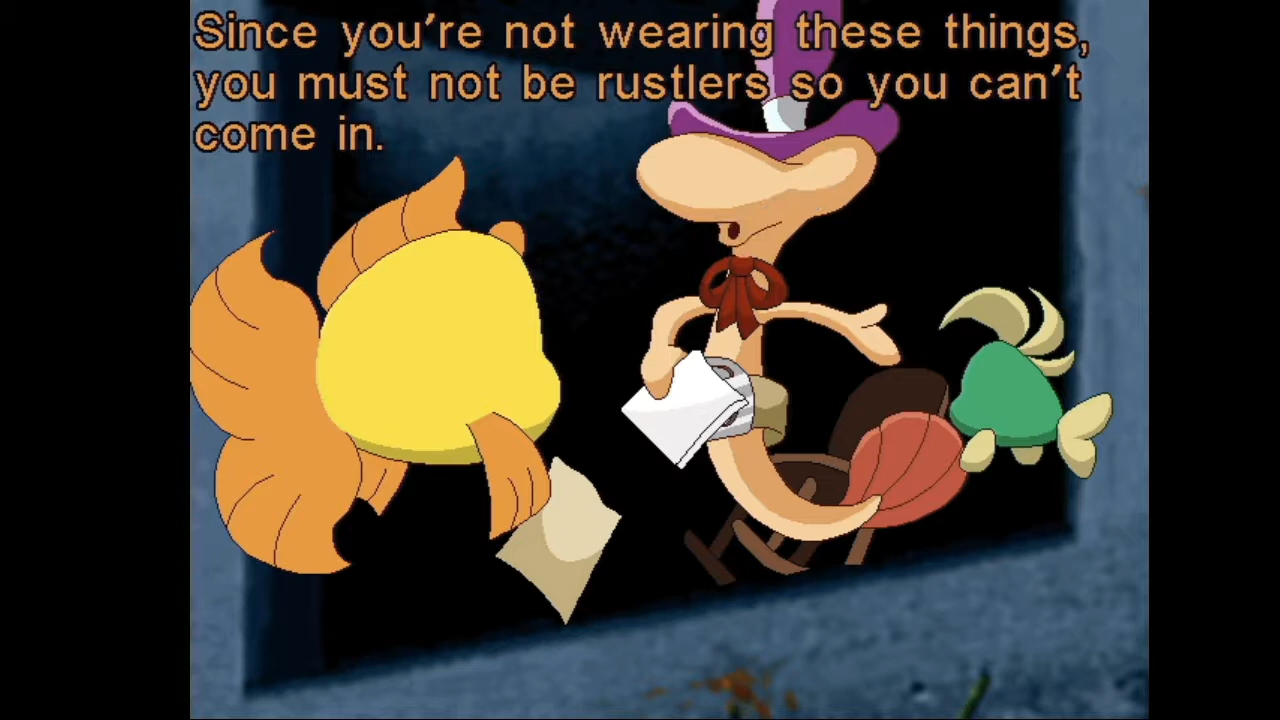 Since you're not wearing these things,
you must not be rustlers so you can't
come in.